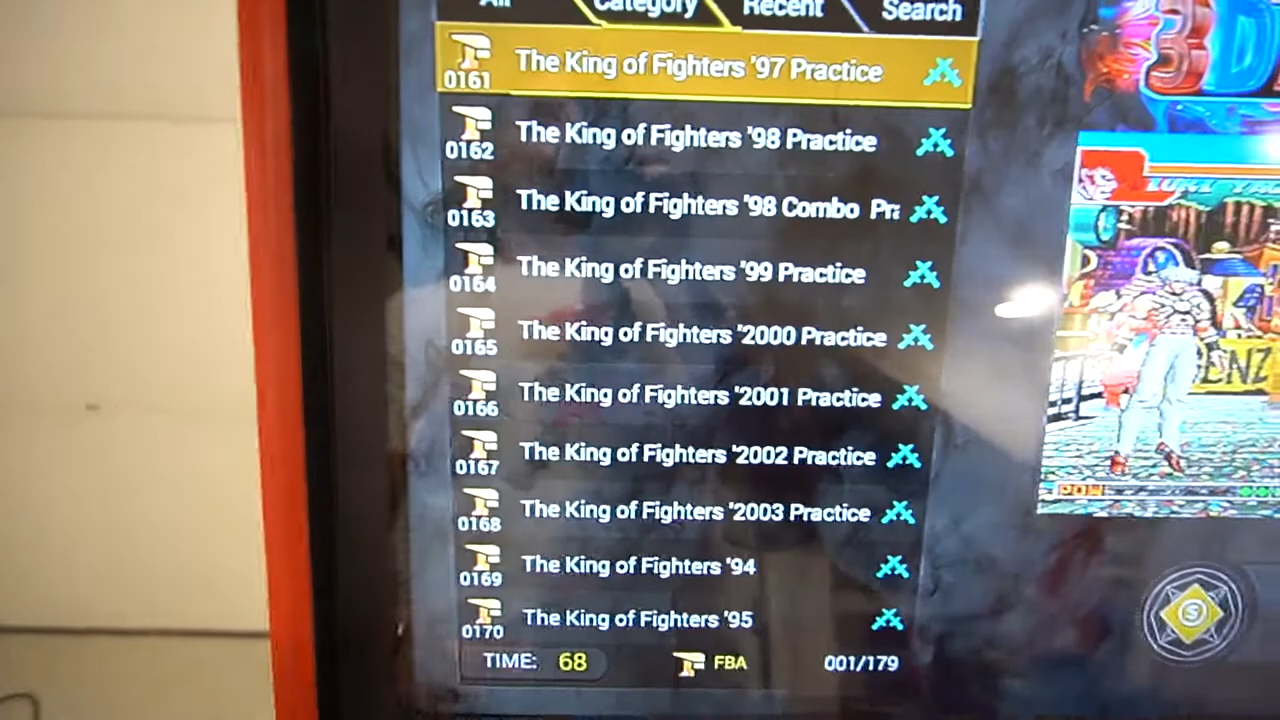 All Category Recent Search
0161 The King of Fighters '97 Practice
0162 The King of Fighters '98 Practice
0163 The King of Fighters '98 Combo Pra
0164 The King of Fighters '99 Practice
0165 The King of Fighters '2000 Practice
0166 The King of Fighters '2001 Practice
0167 The King of Fighters '2002 Practice
0168 The King of Fighters '2003 Practice
0169 The King of Fighters '94
0170 The King of Fighters '95
TIME: 68 FBA 001/179
3D
POW
S